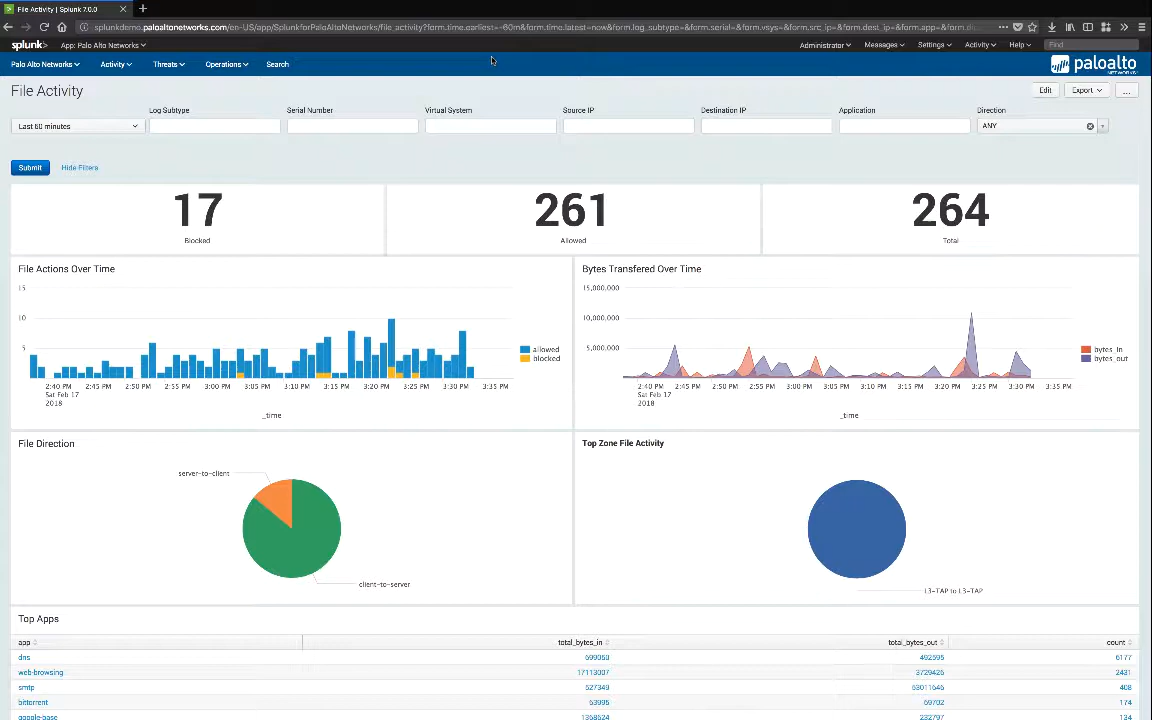 File Activity | Splunk 7.0.0
splunkdemo.paloaltonetworks.com/en-US/app/SplunkforPaloAltoNetworks/file_activity?form.time.earliest=-60m&form.time.latest=now&form.log_subtype=&form.serial=&form.vsys=&form.src_ip=&form.dest_ip=&form.app=&form.di
splunk> App: Palo Alto Networks Administrator Messages Settings Activity Help Find
Palo Alto Networks Activity Threats Operations Search paloalto
NETWORKS
File Activity Edit Export ...
Log Subtype Serial Number Virtual System Source IP Destination IP Application Direction
Last 60 minutes ANY
Submit Hide Filters
17 261 264
Blocked Allowed Total
File Actions Over Time
15
10
5
allowed
blocked
2:40 PM 2:45 PM 2:50 PM 2:55 PM 3:00 PM 3:05 PM 3:10 PM 3:15 PM 3:20 PM 3:25 PM 3:30 PM 3:35 PM
Sat Feb 17
2018
_time
Bytes Transfered Over Time
15,000,000
10,000,000
5,000,000
bytes_in
bytes_out
2:40 PM 2:45 PM 2:50 PM 2:55 PM 3:00 PM 3:05 PM 3:10 PM 3:15 PM 3:20 PM 3:25 PM 3:30 PM 3:35 PM
Sat Feb 17
2018
_time
File Direction
server-to-client
client-to-server
Top Zone File Activity
L3-TAP to L3-TAP
Top Apps
app total_bytes_in total_bytes_out count
dns 699060 492695 6177
web-browsing 17113007 3729426 2431
smtp 527349 63011646 408
bittorrent 63995 69702 174
google-base 1368624 232797 134